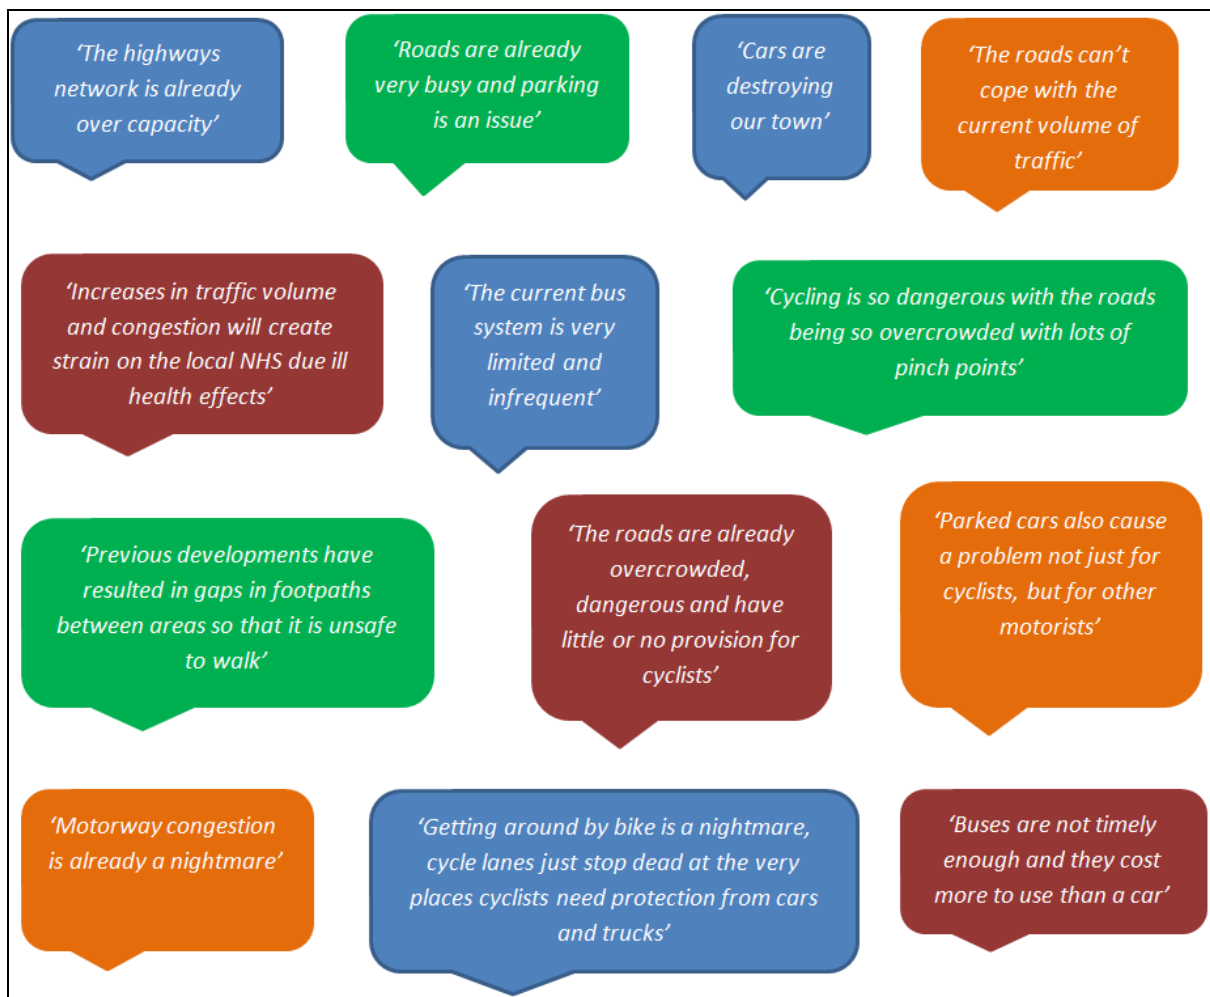 ‘The highways
network is already
over capacity’
‘Roads are already
very busy and parking
is an issue’
‘Cars are
destroying
our town’
‘The roads can’t
cope with the
current volume of
traffic’
‘Increases in traffic volume
and congestion will create
strain on the local NHS due ill
health effects’
‘The current bus
system is very
limited and
infrequent’
‘Cycling is so dangerous with the roads
being so overcrowded with lots of
pinch points’
‘Previous developments have
resulted in gaps in footpaths
between areas so that it is unsafe
to walk’
‘The roads are already
overcrowded,
dangerous and have
little or no provision for
cyclists’
‘Parked cars also cause
a problem not just for
cyclists, but for other
motorists’
‘Motorway congestion
is already a nightmare’
‘Getting around by bike is a nightmare,
cycle lanes just stop dead at the very
places cyclists need protection from cars
and trucks’
‘Buses are not timely
enough and they cost
more to use than a car’